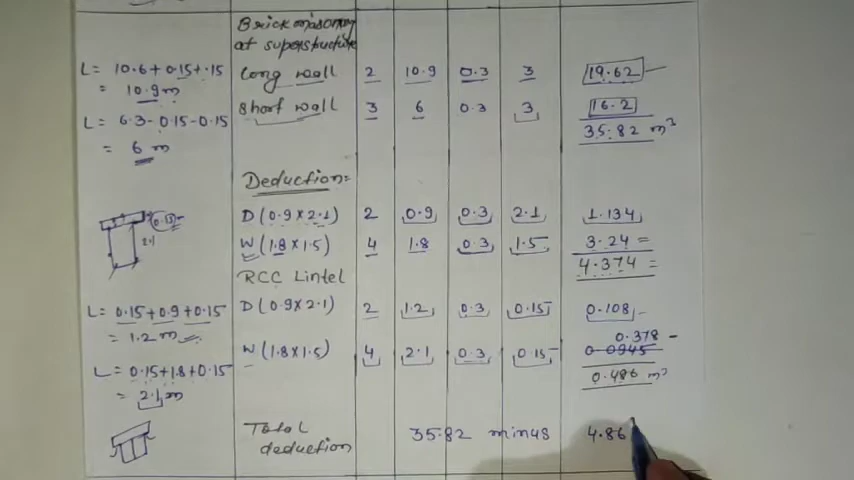 Brick masonry
at superstructure
L = 10.6 + 0.15 + .15 Long wall 2 10.9 0.3 3 19.62
= 10.9 m
Short wall 3 6 0.3 3 16.2
L = 6.3 - 0.15 - 0.15 35.82 m³
= 6 m
Deduction =
D (0.9 x 2.1) 2 0.9 0.3 2.1 1.134
0.15
2.1
W (1.8 x 1.5) 4 1.8 0.3 1.5 3.24 =
4.374 =
RCC Lintel
L = 0.15 + 0.9 + 0.15 D (0.9 x 2.1) 2 1.2 0.3 0.15 0.108
= 1.2 m
0.378
W (1.8 x 1.5) 4 2.1 0.3 0.15 0.0945
L = 0.15 + 1.8 + 0.15 0.486 m³
= 2.1 m
Total 35.82 minus 4.86
deduction